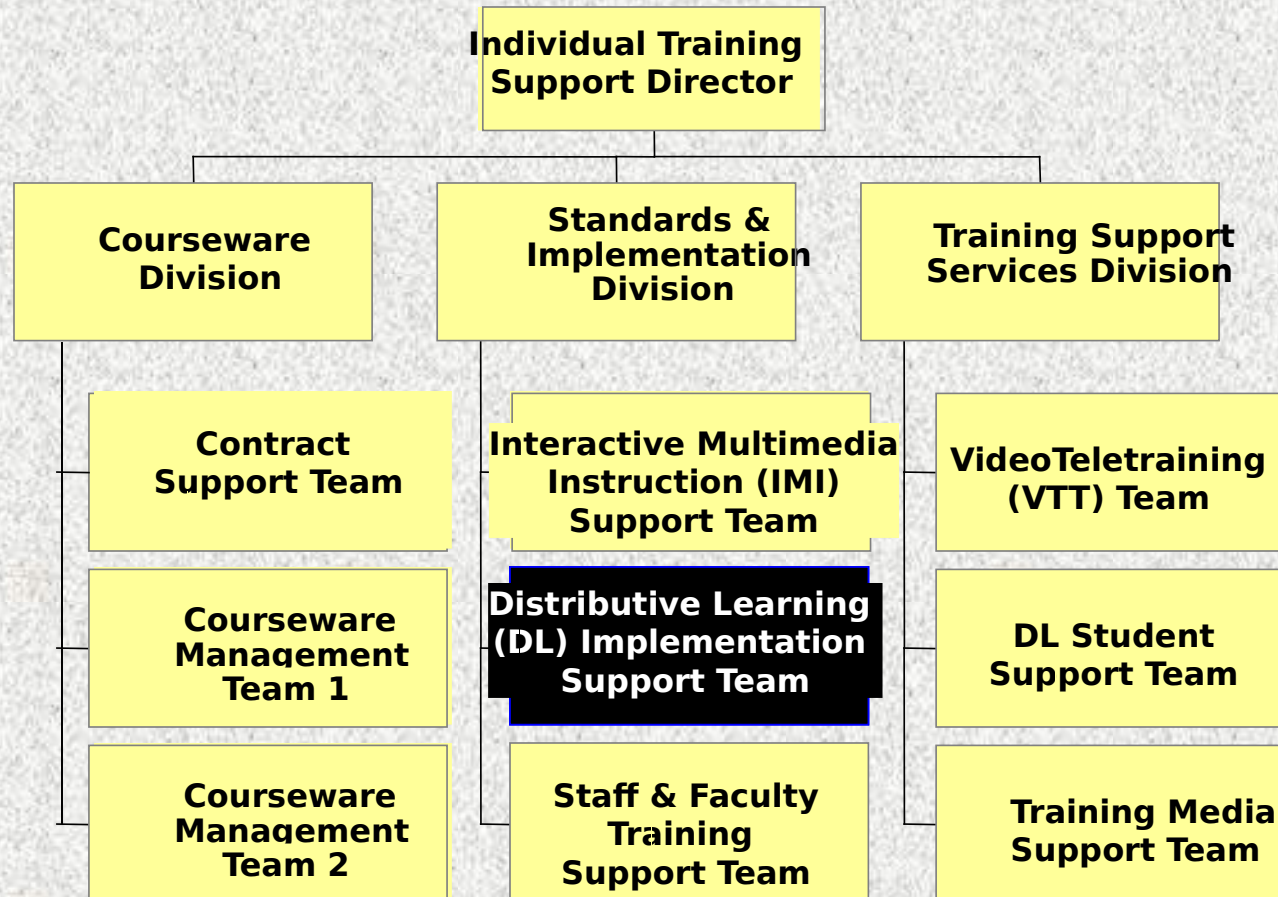 Individual Training
Support Director
Courseware
Division
Standards &
Implementation
Division
Training Support
Services Division
Contract
Support Team
Interactive Multimedia
Instruction (IMI)
Support Team
VideoTeletraining
(VTT) Team
Courseware
Management
Team 1
Distributive Learning
(DL) Implementation
Support Team
DL Student
Support Team
Courseware
Management
Team 2
Staff & Faculty
Training
Support Team
Training Media
Support Team